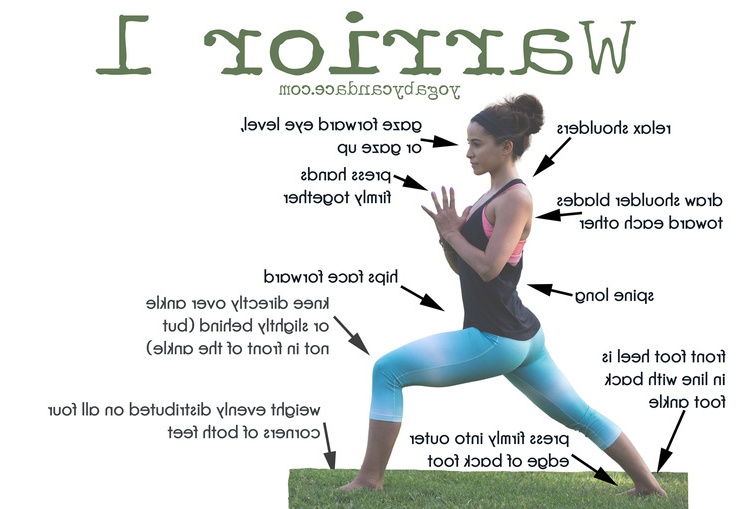 Warrior 1
yogabycandace.com
gaze forward eye level,
or gaze up
relax shoulders
press hands
firmly together
draw shoulder blades
toward each other
hips face forward
spine long
knee directly over ankle
or slightly behind (but
not in front of the ankle)
front foot heel is
in line with back
foot ankle
weight evenly distributed on all four
corners of both feet
press firmly into outer
edge of back foot